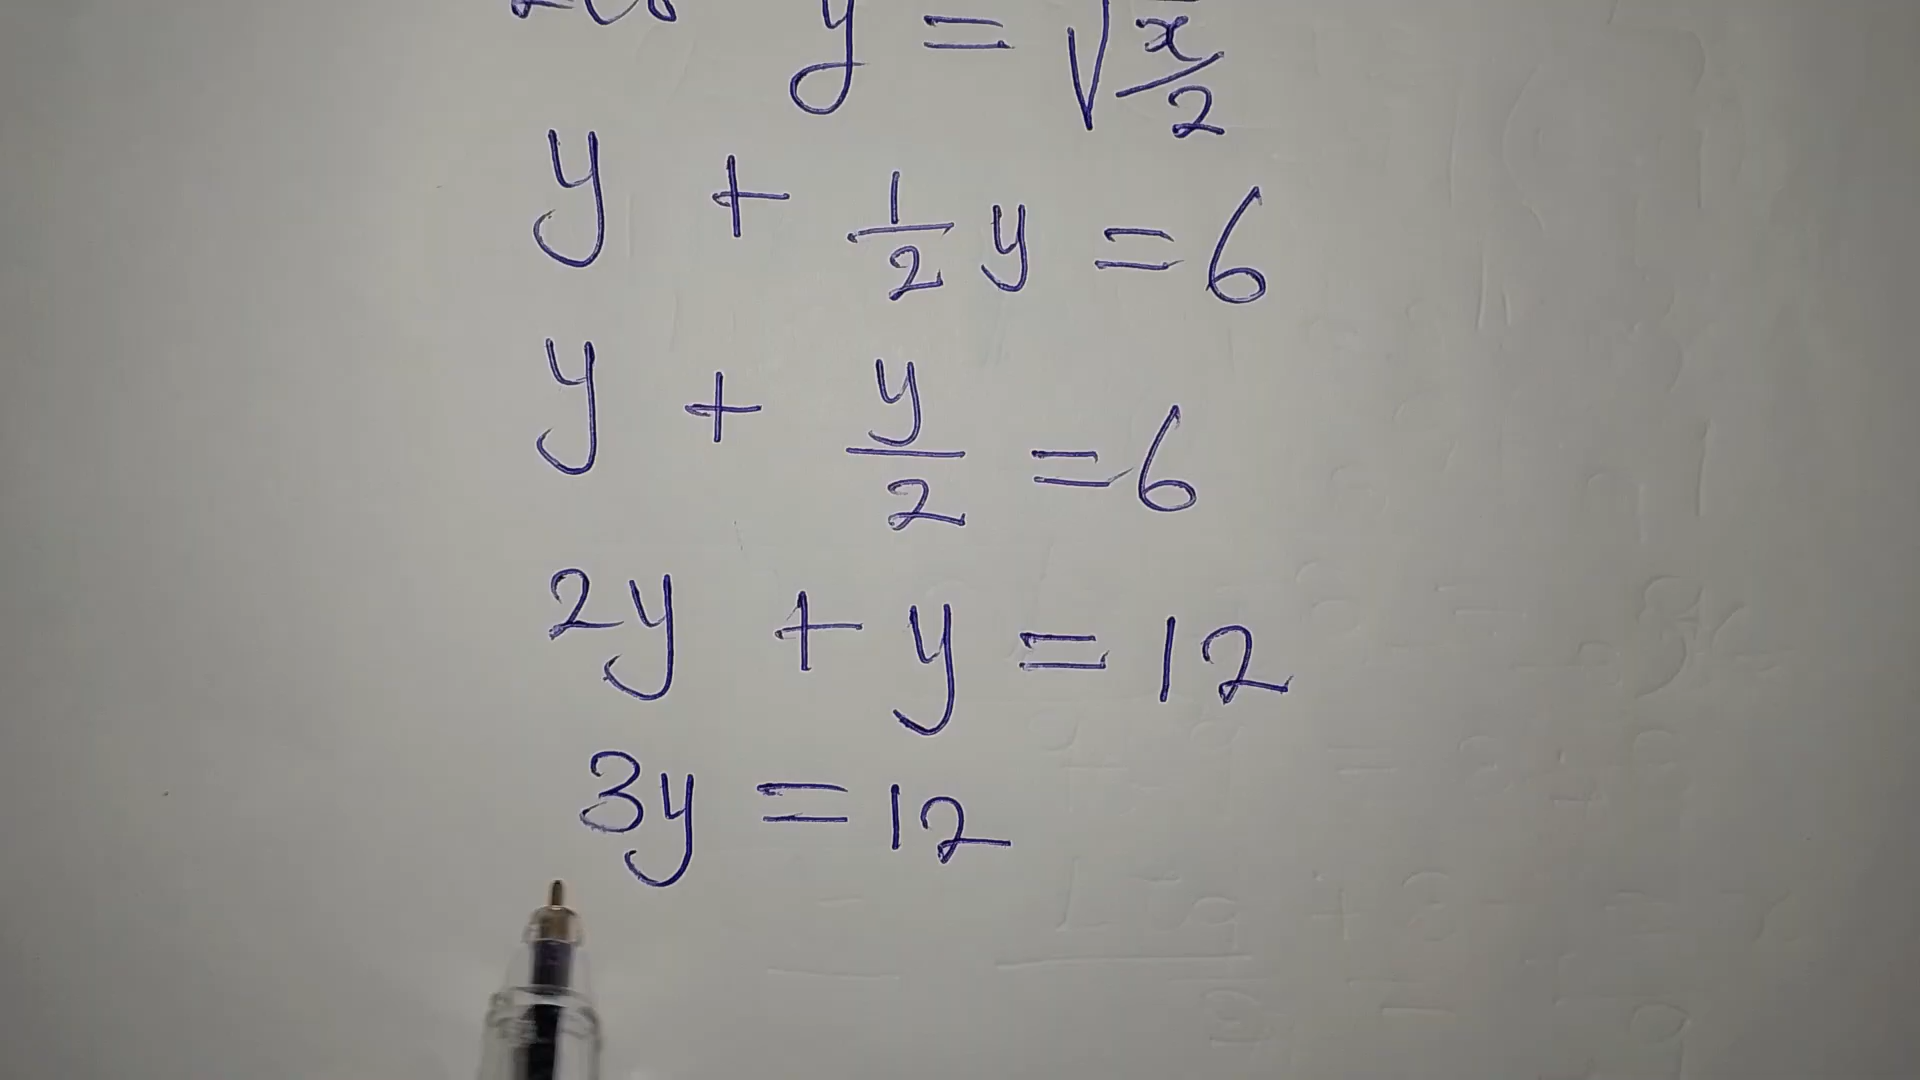 y = √x/2
y + 1/2 y = 6
y + y/2 = 6
2y + y = 12
3y = 12